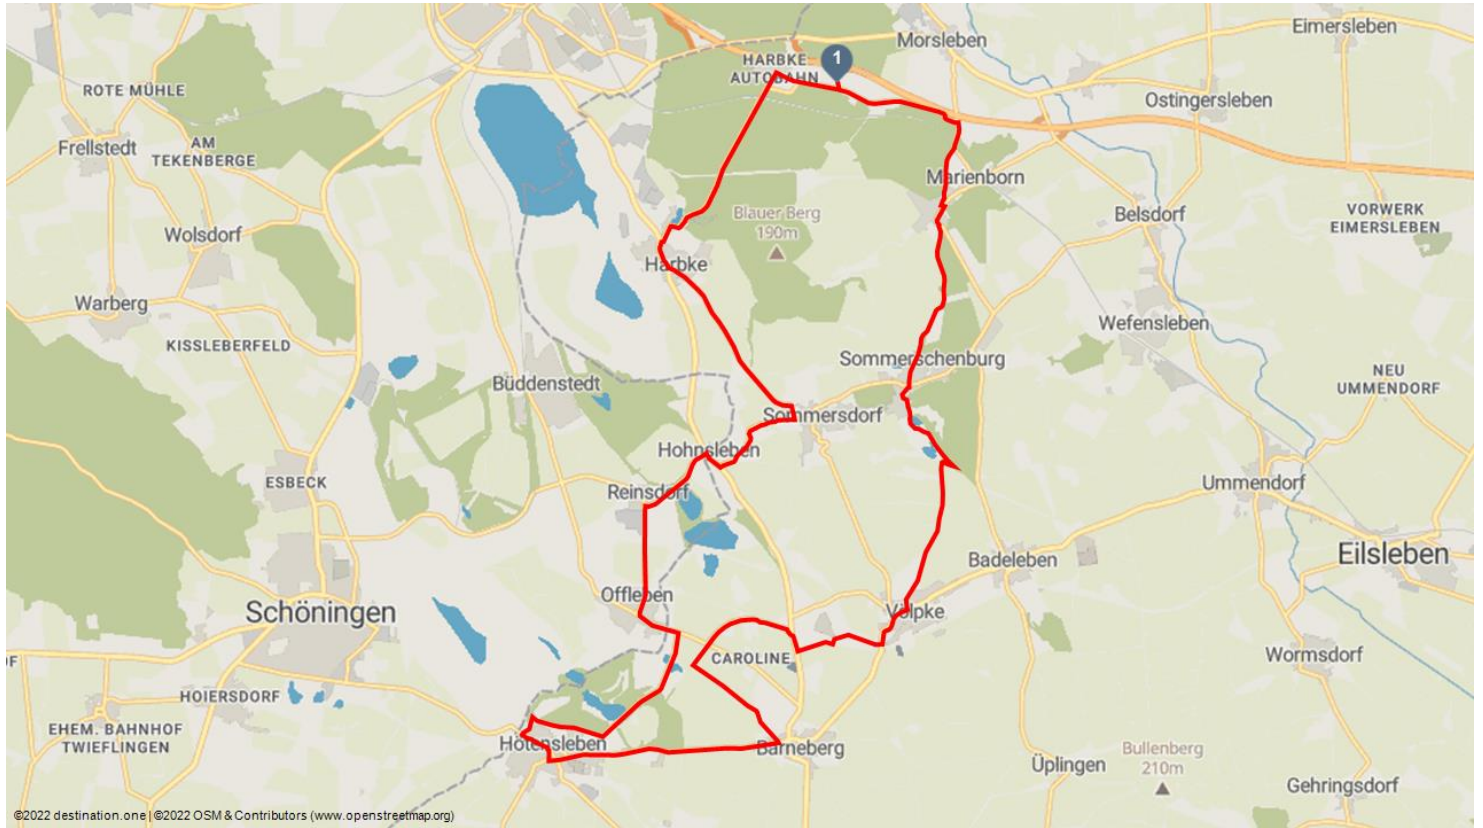 Eimersleben
Morsleben
HARBKE
AUTOBAHN
1
ROTE MÜHLE
Ostingersleben
Frellstedt
AM
TEKENBERGE
Marienborn
Blauer Berg
190m
Belsdorf
VORWERK
EIMERSLEBEN
Wolsdorf
Harbke
Warberg
Wefensleben
KISSLEBERFELD
Sommerschenburg
Büddenstedt
NEU
UMMENDORF
Sommersdorf
Hohnsleben
ESBECK
Reinsdorf
Ummendorf
Badeleben
Eilsleben
Offleben
Schöningen
Völpke
CAROLINE
Wormsdorf
OF
HOIERSDORF
EHEM. BAHNHOF
TWIEFLINGEN
Hötensleben
Barneberg
Bullenberg
210m
Üplingen
Gehringsdorf
©2022 destination.one | ©2022 OSM & Contributors (www.openstreetmap.org)